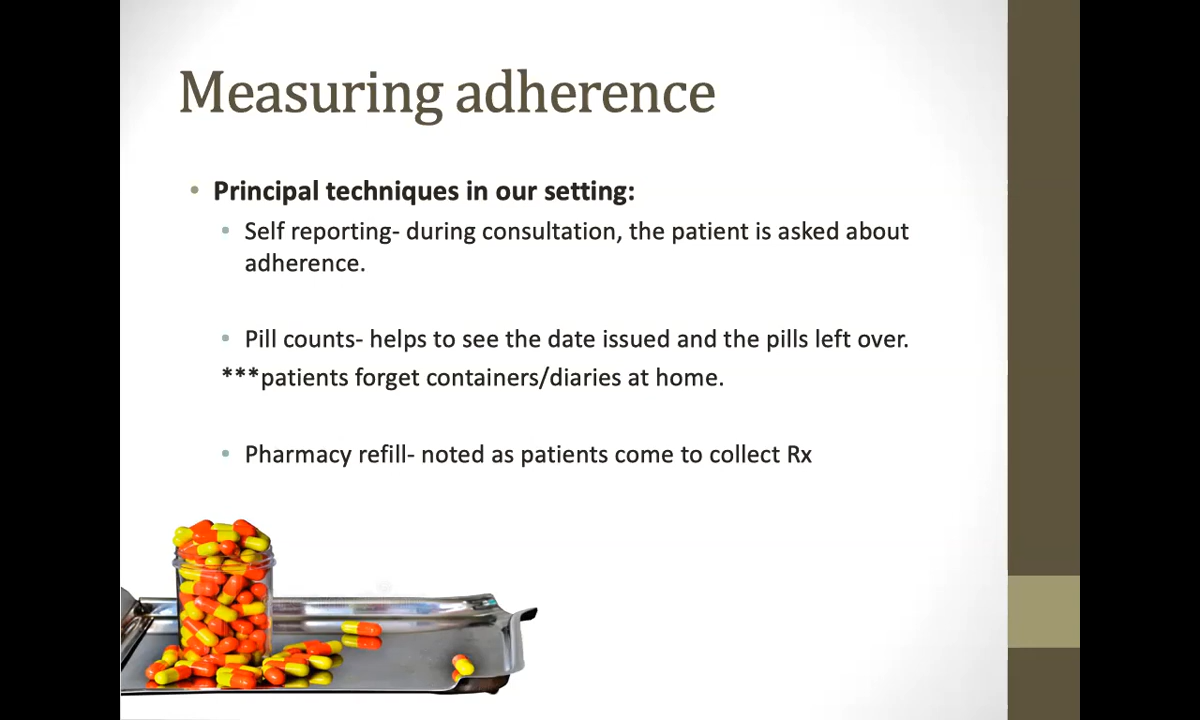 Measuring adherence
• Principal techniques in our setting:
• Self reporting- during consultation, the patient is asked about
adherence.
• Pill counts- helps to see the date issued and the pills left over.
***patients forget containers/diaries at home.
• Pharmacy refill- noted as patients come to collect Rx